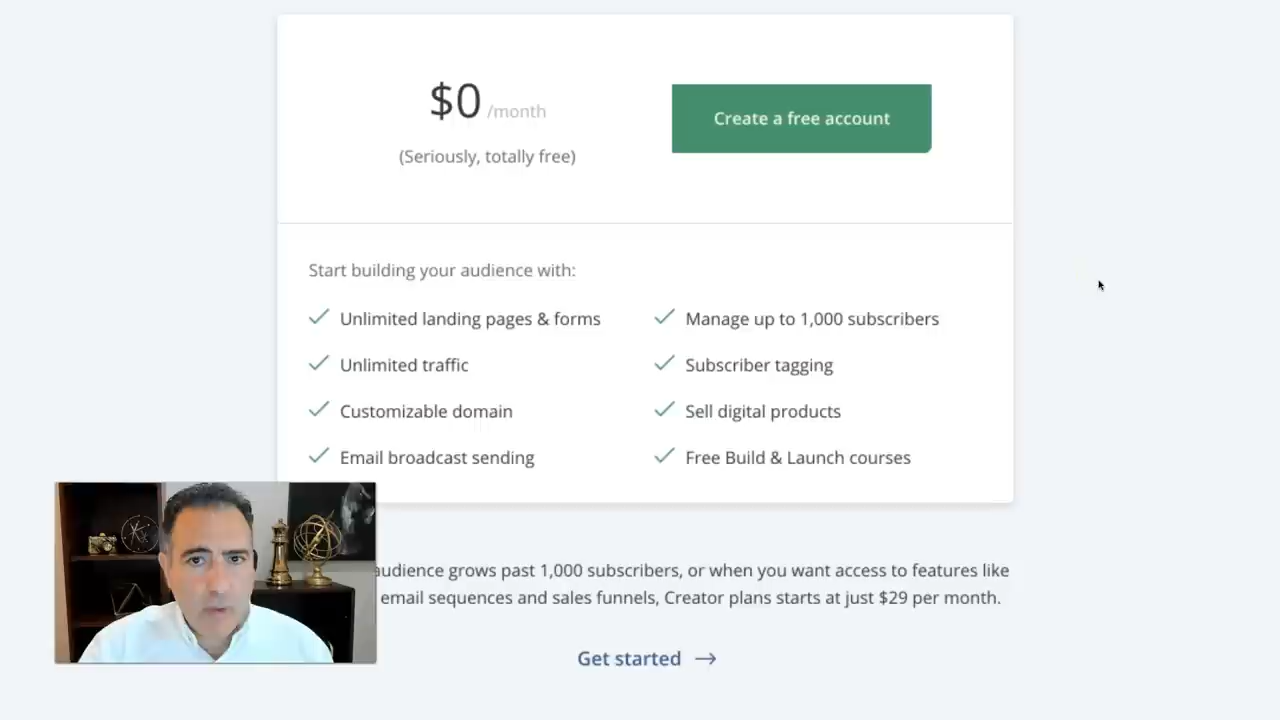 $0 /month
(Seriously, totally free)
Create a free account
Start building your audience with:
Unlimited landing pages & forms
Manage up to 1,000 subscribers
Unlimited traffic
Subscriber tagging
Customizable domain
Sell digital products
Email broadcast sending
Free Build & Launch courses
audience grows past 1,000 subscribers, or when you want access to features like
email sequences and sales funnels, Creator plans starts at just $29 per month.
Get started →